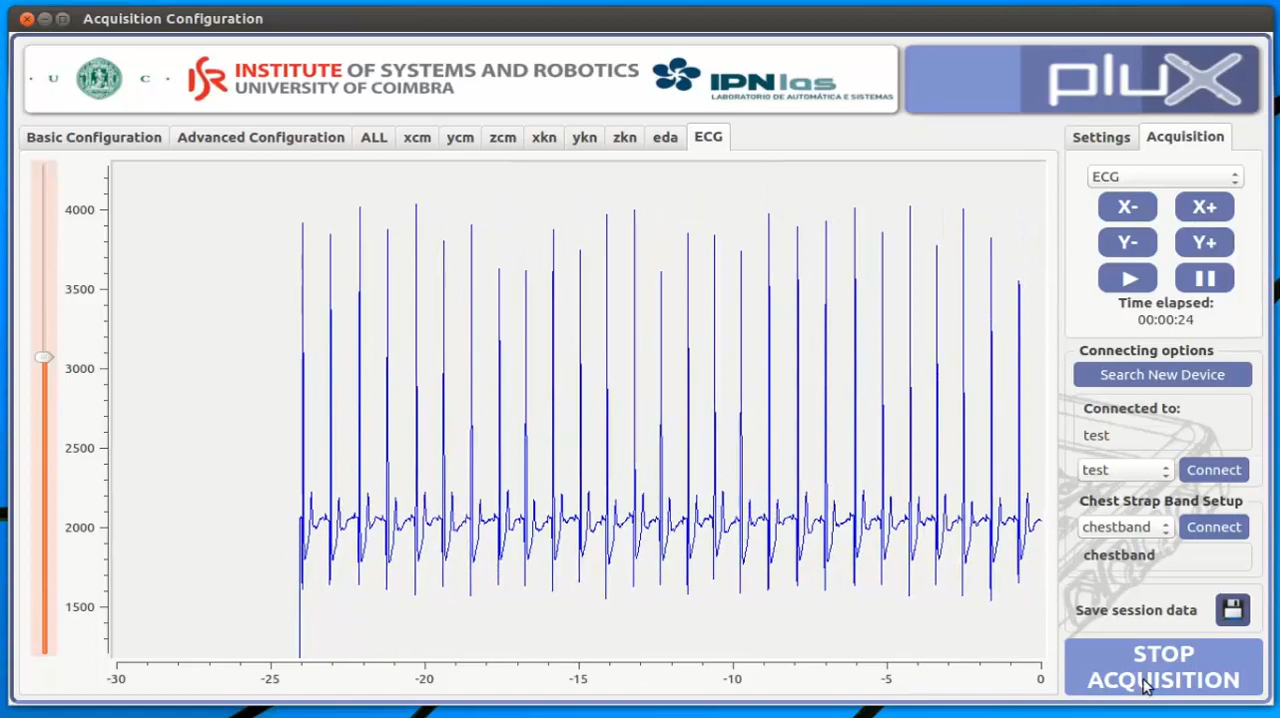 Acquisition Configuration
· U C ·
ISR INSTITUTE OF SYSTEMS AND ROBOTICS
UNIVERSITY OF COIMBRA
IPNlas
LABORATORIO DE AUTOMÁTICA E SISTEMAS
plux
Basic Configuration Advanced Configuration ALL xcm ycm zcm xkn ykn zkn eda ECG
Settings Acquisition
ECG
X- X+
Y- Y+
Time elapsed:
00:00:24
Connecting options
Search New Device
Connected to:
test
test Connect
Chest Strap Band Setup
chestband Connect
chestband
Save session data
STOP
ACQUISITION
4000
3500
3000
2500
2000
1500
-30 -25 -20 -15 -10 -5 0